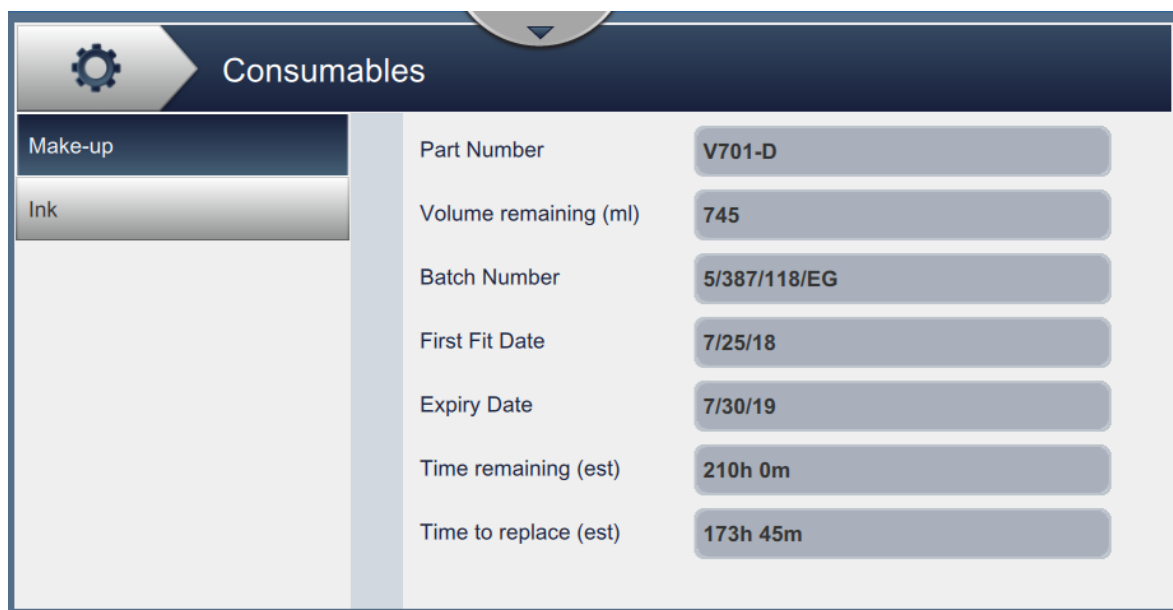 Consumables
Make-up
Ink
Part Number V701-D
Volume remaining (ml) 745
Batch Number 5/387/118/EG
First Fit Date 7/25/18
Expiry Date 7/30/19
Time remaining (est) 210h 0m
Time to replace (est) 173h 45m